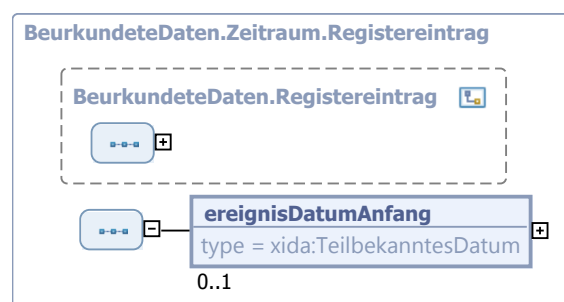 BeurkundeteDaten.Zeitraum.Registereintrag
BeurkundeteDaten.Registereintrag
ereignisDatumAnfang
type = xida:TeilbekanntesDatum
0..1